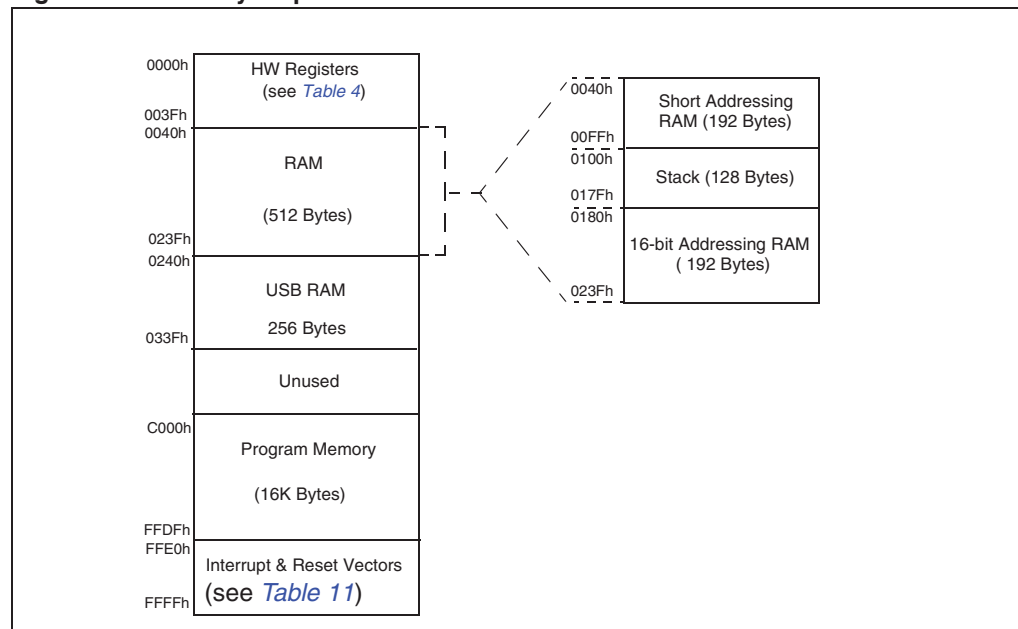 0000h
HW Registers
(see Table 4)
003Fh
0040h
RAM
(512 Bytes)
023Fh
0240h
USB RAM
256 Bytes
033Fh
Unused
C000h
Program Memory
(16K Bytes)
FFDFh
FFE0h
Interrupt & Reset Vectors
(see Table 11)
FFFFh
0040h
Short Addressing
RAM (192 Bytes)
00FFh
0100h
Stack (128 Bytes)
017Fh
0180h
16-bit Addressing RAM
( 192 Bytes)
023Fh